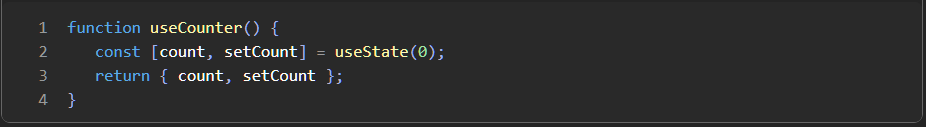 1 function useCounter() {
2 const [count, setCount] = useState(0);
3 return { count, setCount };
4 }